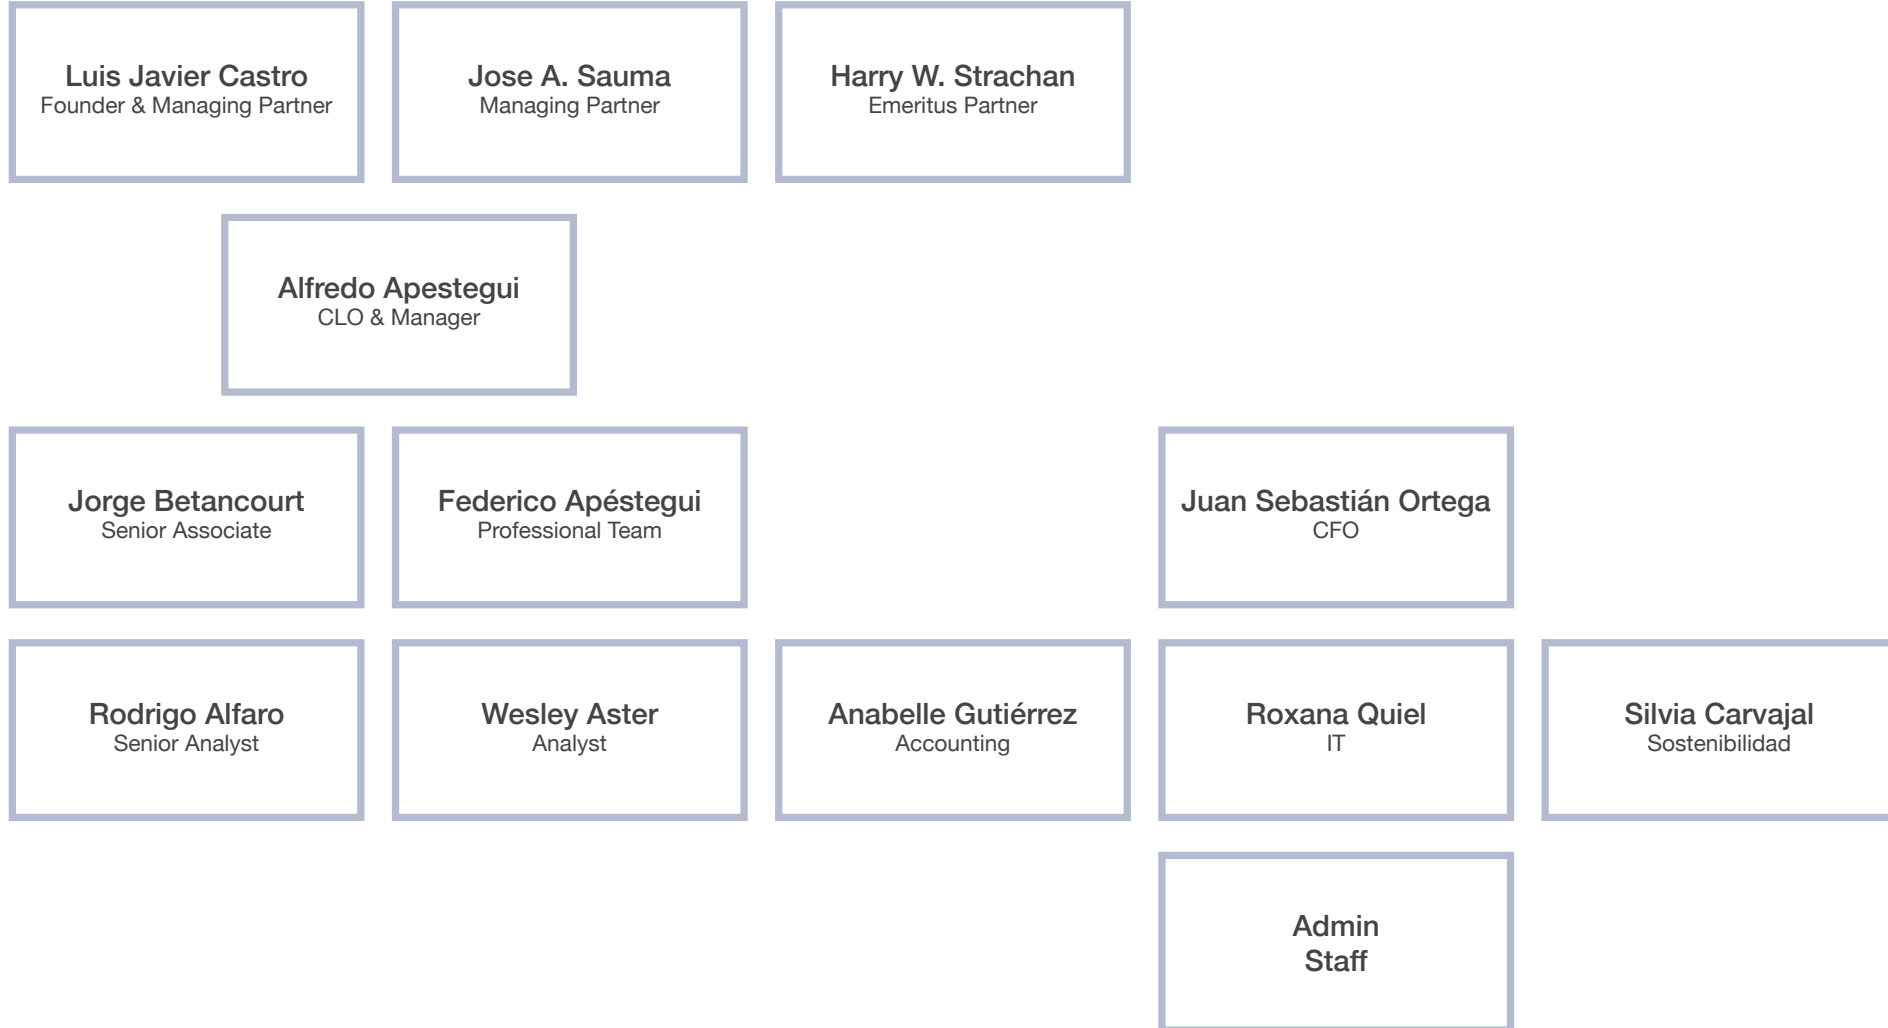 Luis Javier Castro
Founder & Managing Partner
Jose A. Sauma
Managing Partner
Harry W. Strachan
Emeritus Partner
Alfredo Apestegui
CLO & Manager
Jorge Betancourt
Senior Associate
Federico Apéstegui
Professional Team
Juan Sebastián Ortega
CFO
Rodrigo Alfaro
Senior Analyst
Wesley Aster
Analyst
Anabelle Gutiérrez
Accounting
Roxana Quiel
IT
Silvia Carvajal
Sostenibilidad
Admin
Staff